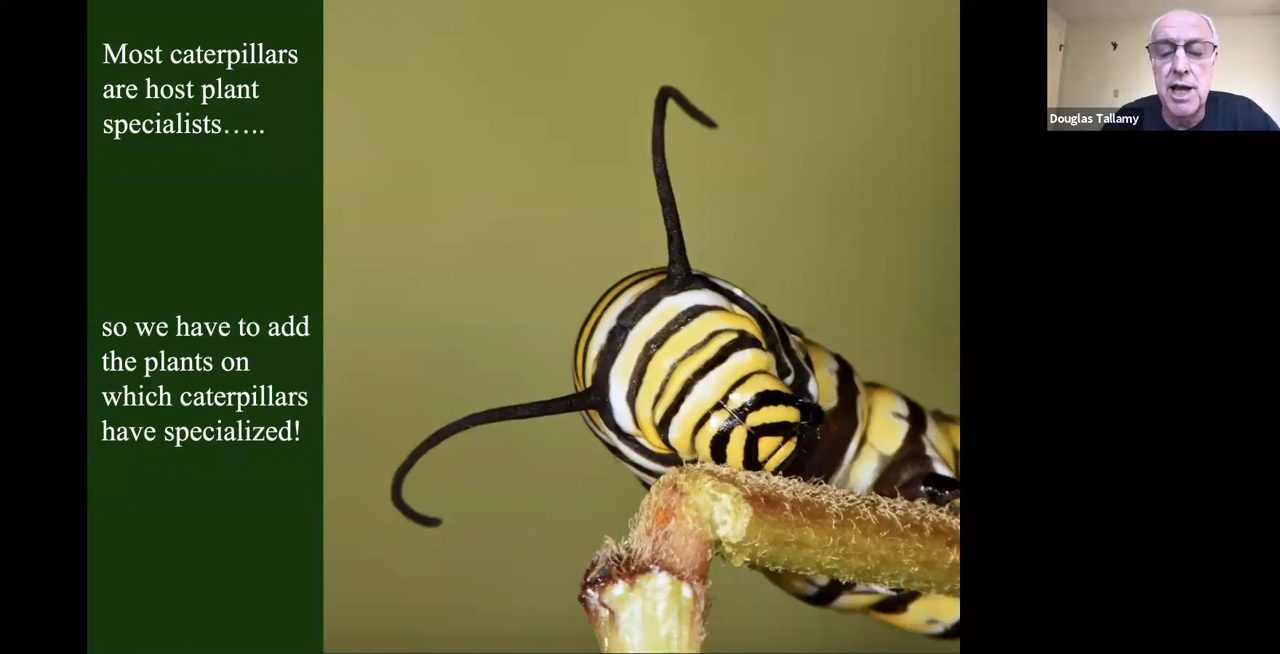 Most caterpillars
are host plant
specialists…..
so we have to add
the plants on
which caterpillars
have specialized!
Douglas Tallamy